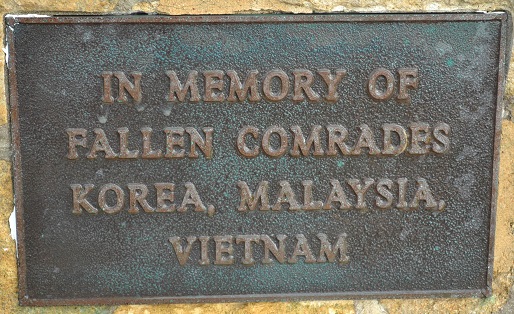 IN MEMORY OF
FALLEN COMRADES
KOREA, MALAYSIA,
VIETNAM